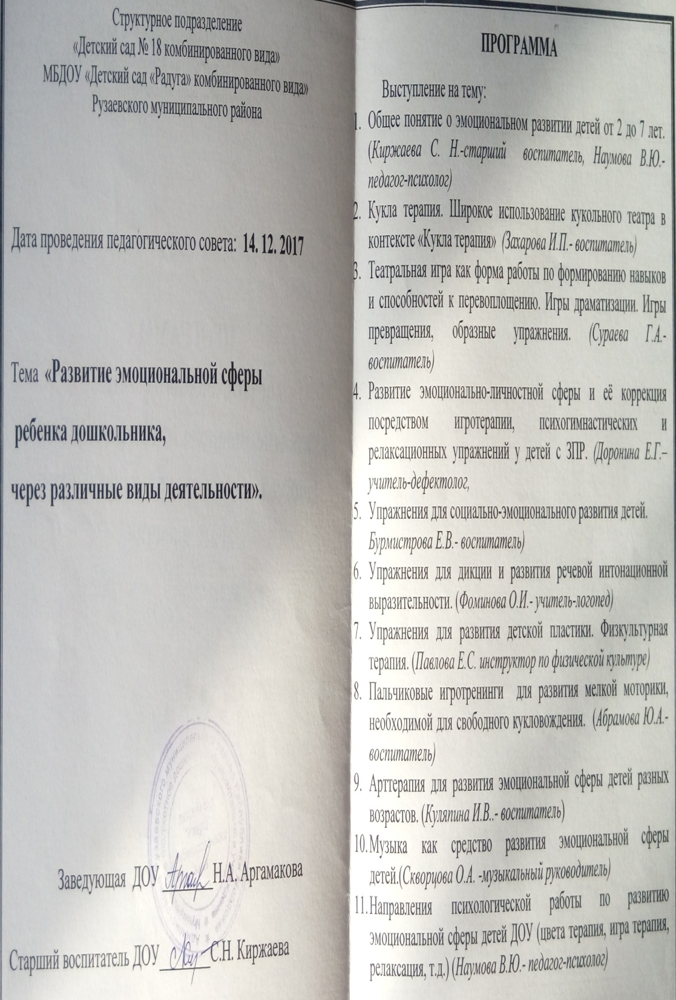 Структурное подразделение
«Детский сад № 18 комбинированного вида»
МБДОУ «Детский сад «Радуга» комбинированного вида»
Рузаевского муниципального района
Дата проведения педагогического совета: 14. 12. 2017
Тема «Развитие эмоциональной сферы
ребенка дошкольника,
через различные виды деятельности».
Заведующая ДОУ Н.А. Аргамакова
Старший воспитатель ДОУ С.Н. Киржаева
ПРОГРАММА
Выступление на тему:
1. Общее понятие о эмоциональном развитии детей от 2 до 7 лет.
(Киржаева С. Н.-старший воспитатель, Наумова В.Ю.-
педагог-психолог)
2. Кукла терапия. Широкое использование кукольного театра в
контексте «Кукла терапия» (Захарова И.П.- воспитатель)
3. Театральная игра как форма работы по формированию навыков
и способностей к перевоплощению. Игры драматизации. Игры
превращения, образные упражнения. (Сураева Г.А.-
воспитатель)
4. Развитие эмоционально-личностной сферы и её коррекция
посредством игротерапии, психогимнастических и
релаксационных упражнений у детей с ЗПР. (Доронина Е.Г.–
учитель-дефектолог,
5. Упражнения для социально-эмоционального развития детей.
Бурмистрова Е.В.- воспитатель)
6. Упражнения для дикции и развития речевой интонационной
выразительности. (Фоминова О.И.- учитель-логопед)
7. Упражнения для развития детской пластики. Физкультурная
терапия. (Павлова Е.С. инструктор по физической культуре)
8. Пальчиковые игротренинги для развития мелкой моторики,
необходимой для свободного кукловождения. (Абрамова Ю.А.-
воспитатель)
9. Арттерапия для развития эмоциональной сферы детей разных
возрастов. (Куляпина И.В..- воспитатель)
10.Музыка как средство развития эмоциональной сферы
детей.(Скворцова О.А. -музыкальный руководитель)
11.Направления психологической работы по развитию
эмоциональной сферы детей ДОУ (цвета терапия, игра терапия,
релаксация, т.д.) (Наумова В.Ю.- педагог-психолог)